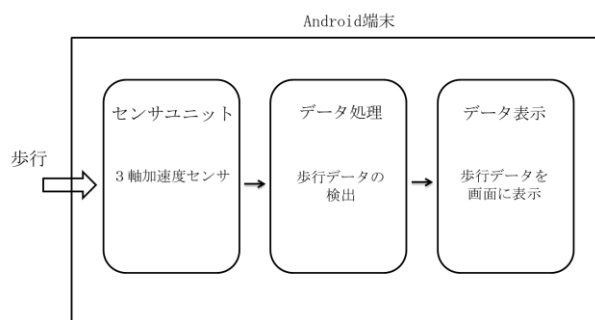 Android端末
センサユニット
３軸加速度センサ
データ処理
歩行データの
検出
データ表示
歩行データを
画面に表示
歩行